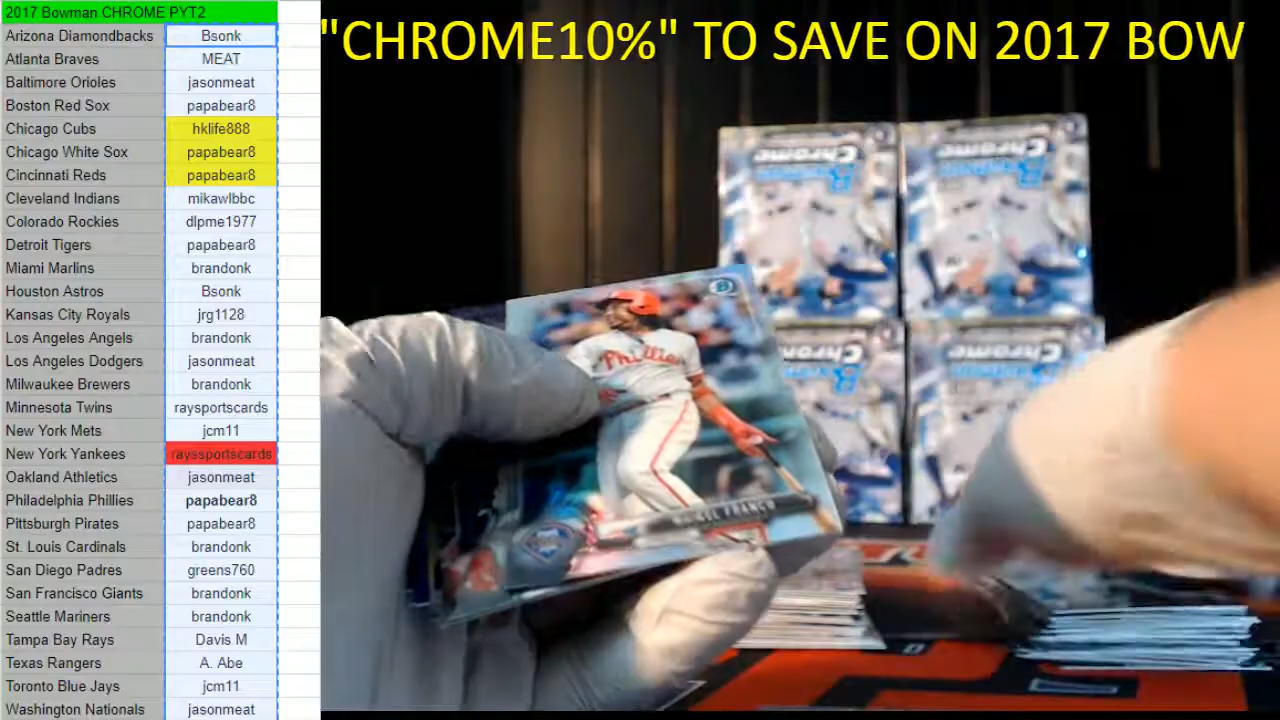 2017 Bowman CHROME PYT2
"CHROME10%" TO SAVE ON 2017 BOW
Arizona Diamondbacks Bsonk
Atlanta Braves MEAT
Baltimore Orioles jasonmeat
Boston Red Sox papabear8
Chicago Cubs hklife888
Chicago White Sox papabear8
Cincinnati Reds papabear8
Cleveland Indians mikawlbbc
Colorado Rockies dlpme1977
Detroit Tigers papabear8
Miami Marlins brandonk
Houston Astros Bsonk
Kansas City Royals jrg1128
Los Angeles Angels brandonk
Los Angeles Dodgers jasonmeat
Milwaukee Brewers brandonk
Minnesota Twins raysportscards
New York Mets jcm11
New York Yankees rayssportscards
Oakland Athletics jasonmeat
Philadelphia Phillies papabear8
Pittsburgh Pirates papabear8
St. Louis Cardinals brandonk
San Diego Padres greens760
San Francisco Giants brandonk
Seattle Mariners brandonk
Tampa Bay Rays Davis M
Texas Rangers A. Abe
Toronto Blue Jays jcm11
Washington Nationals jasonmeat
Chrome
Chrome
Chrome
Chrome
Phillies
FRANCO